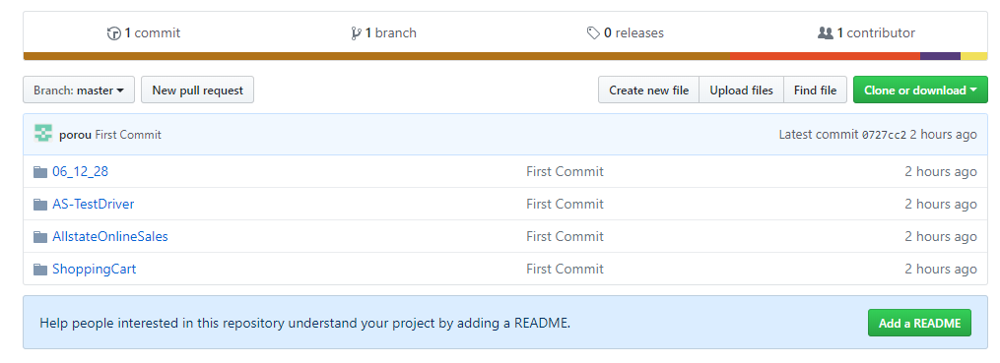 1 commit 1 branch 0 releases 1 contributor
Branch: master New pull request Create new file Upload files Find file Clone or download
porou First Commit Latest commit 0727cc2 2 hours ago
06_12_28 First Commit 2 hours ago
AS-TestDriver First Commit 2 hours ago
AllstateOnlineSales First Commit 2 hours ago
ShoppingCart First Commit 2 hours ago
Help people interested in this repository understand your project by adding a README. Add a README